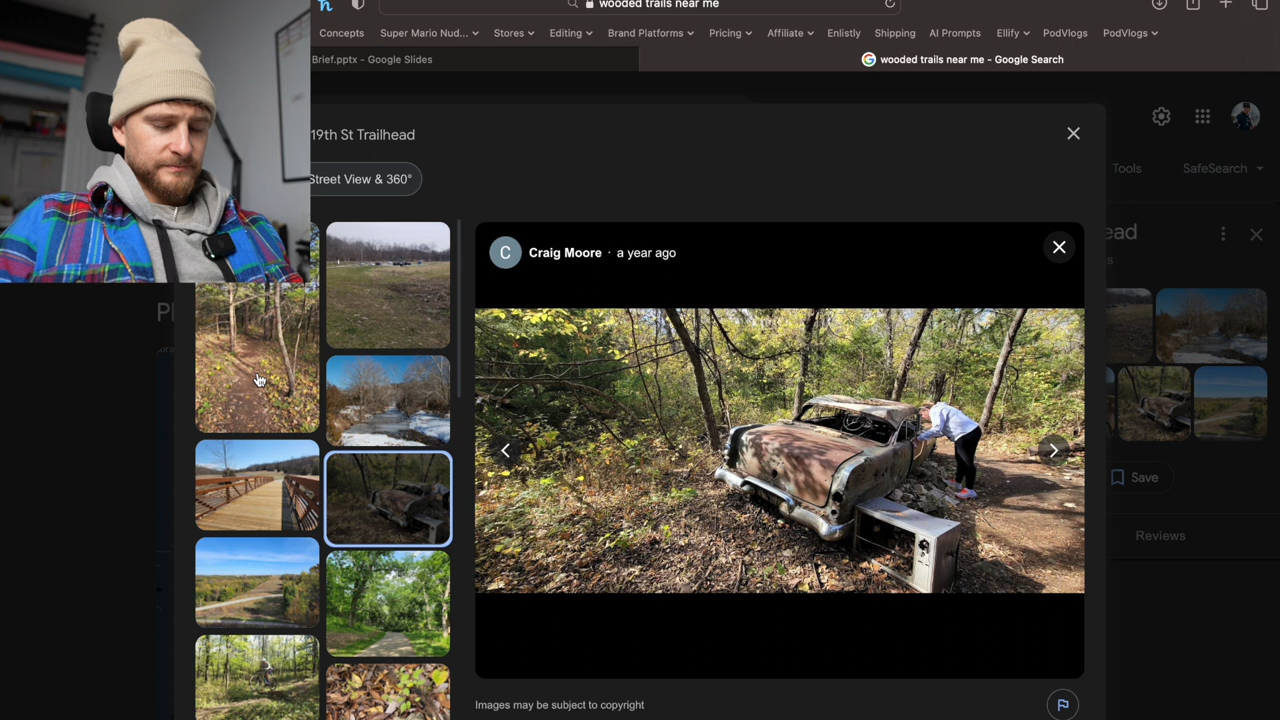 wooded trails near me
Concepts Super Mario Nud... Stores Editing Brand Platforms Pricing Affiliate Enlistly Shipping AI Prompts Ellify PodVlogs PodVlogs
Brief.pptx - Google Slides
wooded trails near me - Google Search
19th St Trailhead
Tools
SafeSearch
Street View & 360°
ead
C
Craig Moore · a year ago
Save
Reviews
Images may be subject to copyright